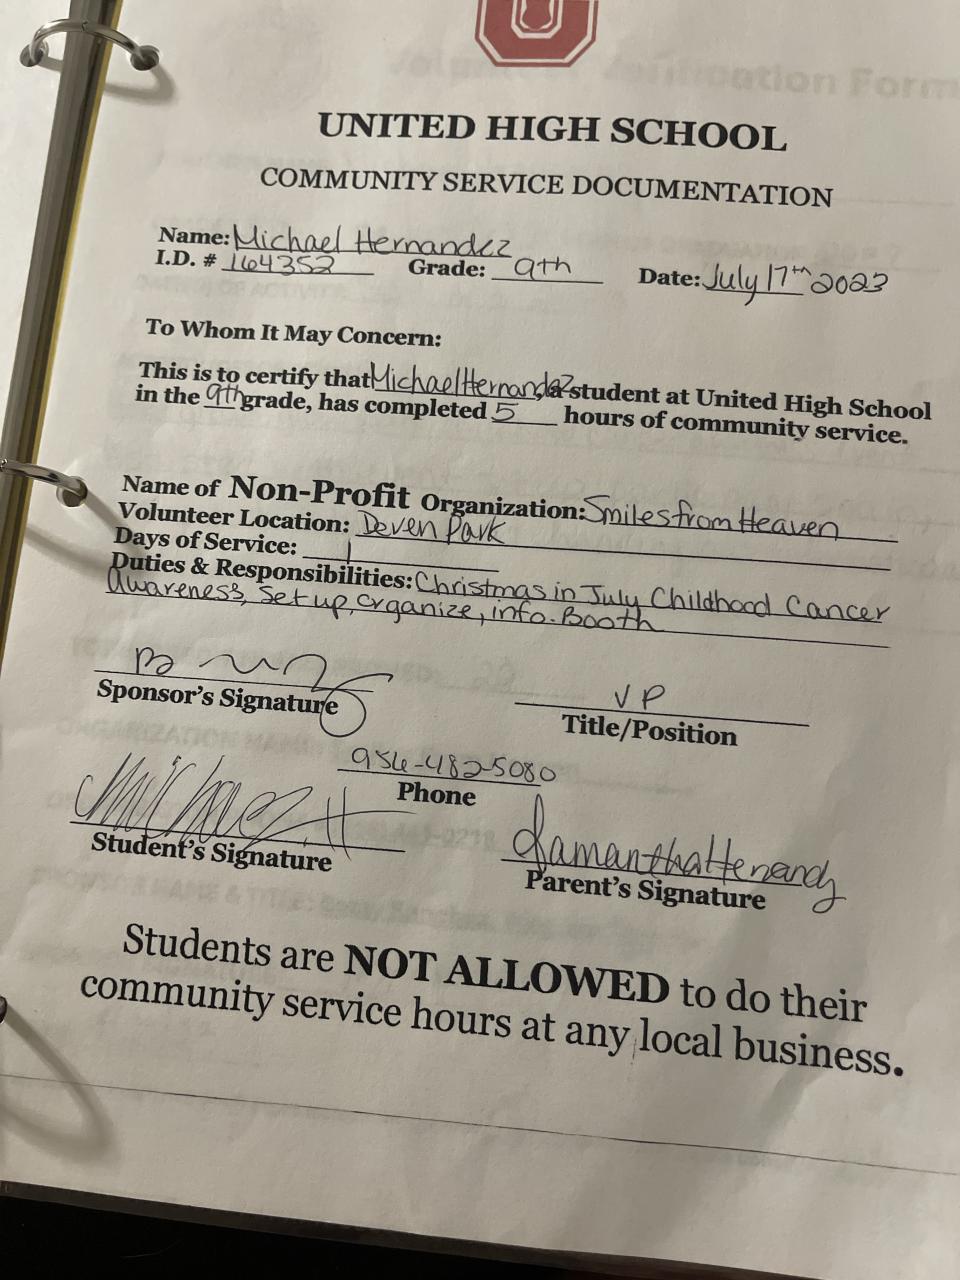 UNITED HIGH SCHOOL
COMMUNITY SERVICE DOCUMENTATION
Name: Michael Hernandez
I.D. # 164352 Grade: 9th Date: July 17th 2023
To Whom It May Concern:
This is to certify that Michael Hernandez, a student at United High School
in the 9th grade, has completed 5 hours of community service.
Name of Non-Profit Organization: Smiles from Heaven
Volunteer Location: Deven Park
Days of Service: 1
Duties & Responsibilities: Christmas in July Childhood Cancer
Awareness, Set up, organize, info. Booth
Sponsor's Signature
VP
Title/Position
956-482-5080
Phone
Michael H
Student's Signature
Samantha Hernandz
Parent's Signature
Students are NOT ALLOWED to do their
community service hours at any local business.